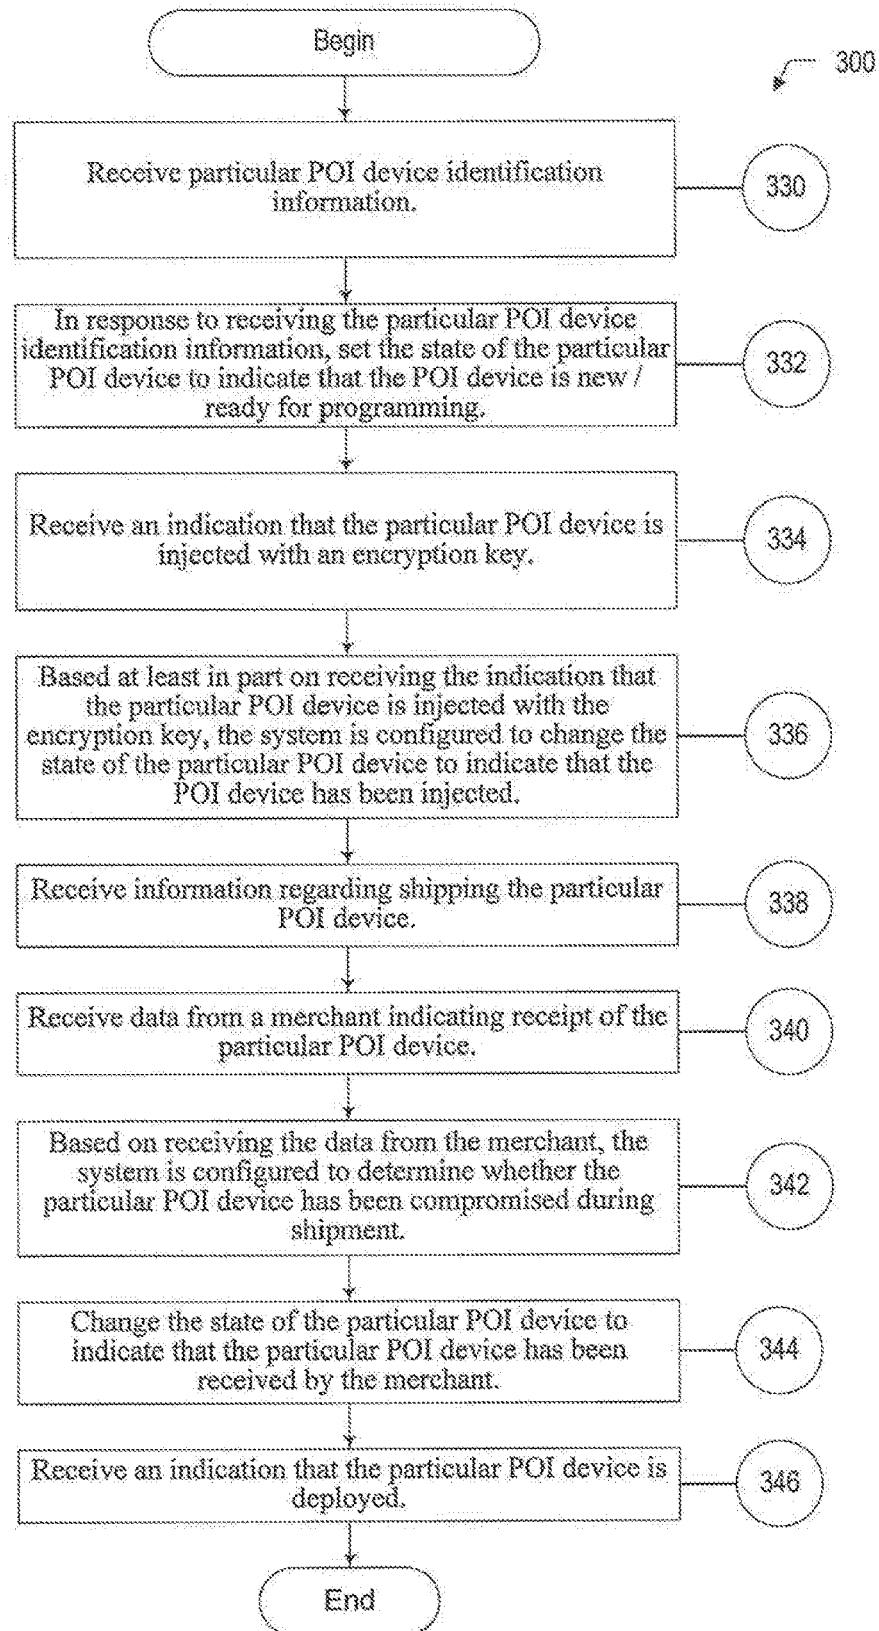 Begin
300
Receive particular POI device identification
information.
330
In response to receiving the particular POI device
identification information, set the state of the particular
POI device to indicate that the POI device is new /
ready for programming.
332
Receive an indication that the particular POI device is
injected with an encryption key.
334
Based at least in part on receiving the indication that
the particular POI device is injected with the
encryption key, the system is configured to change the
state of the particular POI device to indicate that the
POI device has been injected.
336
Receive information regarding shipping the particular
POI device.
338
Receive data from a merchant indicating receipt of the
particular POI device.
340
Based on receiving the data from the merchant, the
system is configured to determine whether the
particular POI device has been compromised during
shipment.
342
Change the state of the particular POI device to
indicate that the particular POI device has been
received by the merchant.
344
Receive an indication that the particular POI device is
deployed.
346
End